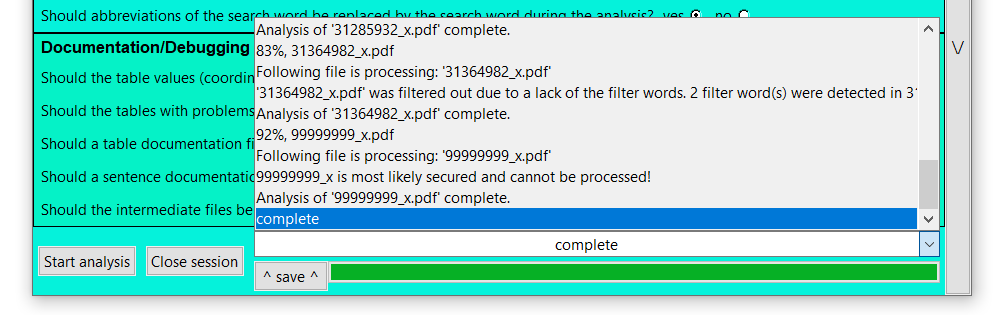 Should abbreviations of the search word be replaced by the search word during the analysis? yes no
Analysis of '31285932_x.pdf' complete.
Documentation/Debugging
83%, 31364982_x.pdf
Should the table values (coordin
Following file is processing: '31364982_x.pdf'
'31364982_x.pdf' was filtered out due to a lack of the filter words. 2 filter word(s) were detected in 31
Should the tables with problems
Analysis of '31364982_x.pdf' complete.
92%, 99999999_x.pdf
Should a table documentation fi
Following file is processing: '99999999_x.pdf'
Should a sentence documentatic
99999999_x is most likely secured and cannot be processed!
Analysis of '99999999_x.pdf' complete.
Should the intermediate files be
complete
complete
Start analysis
Close session
^ save ^
\/